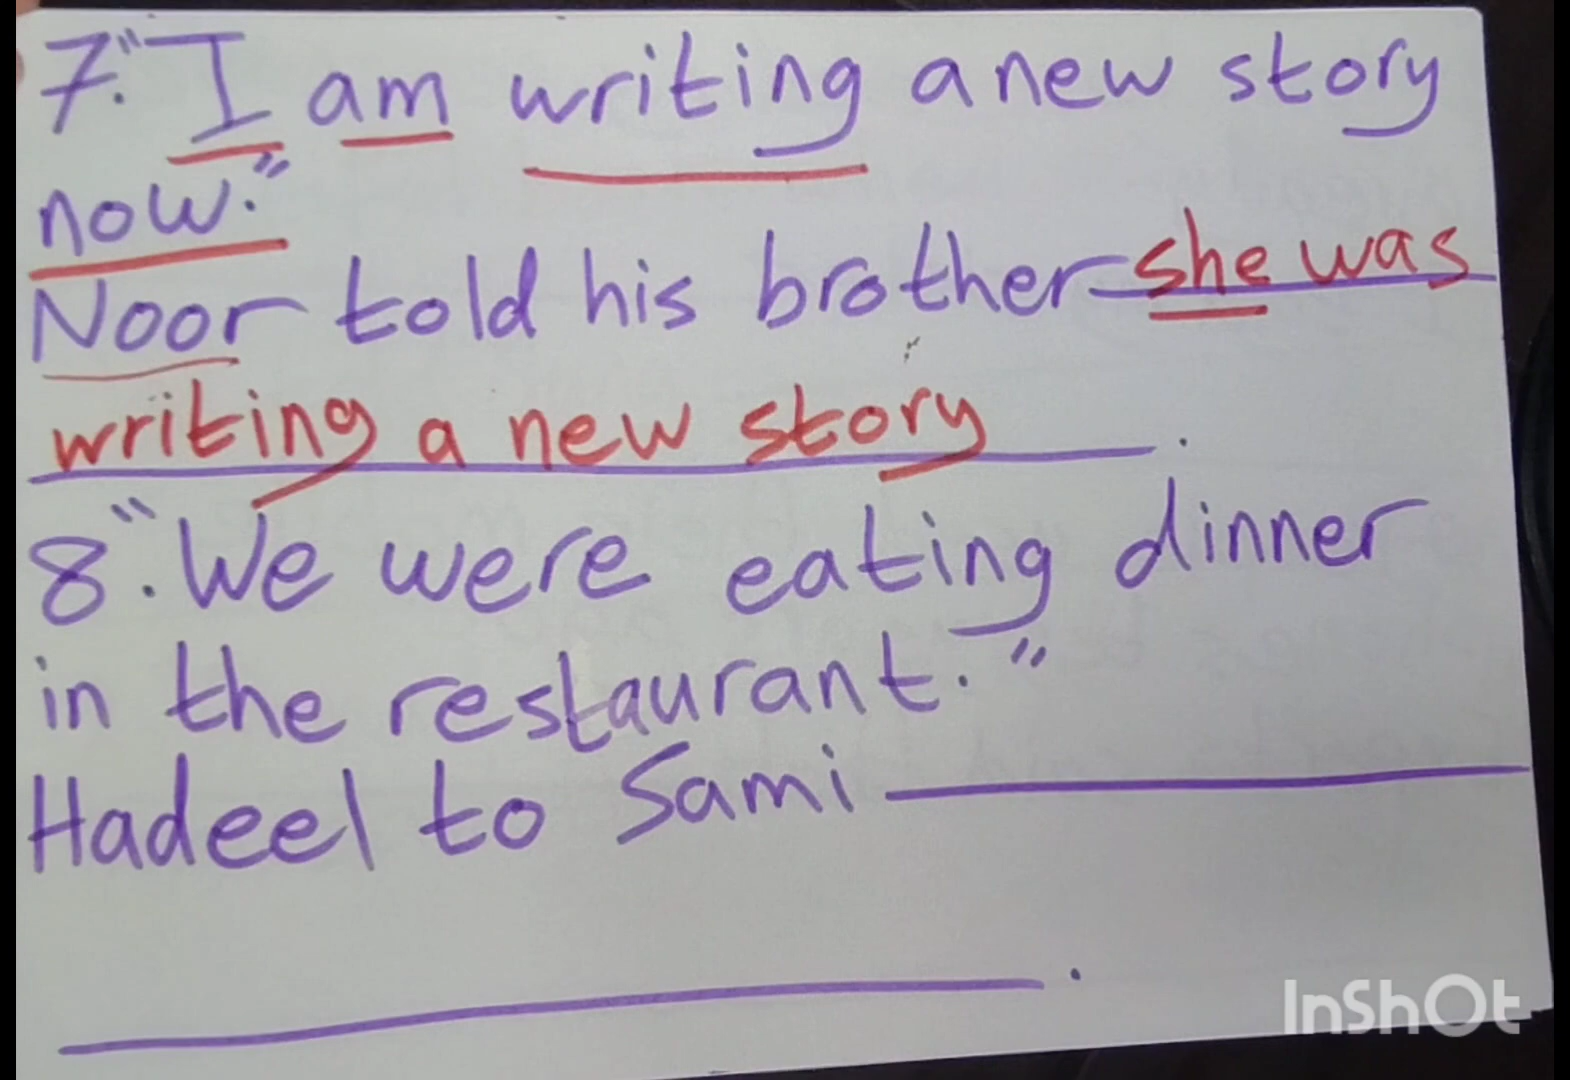 7. "I am writing a new story
now."
Noor told his brother she was
writing a new story .
8. "We were eating dinner
in the restaurant."
Hadeel to Sami
.
InShOt